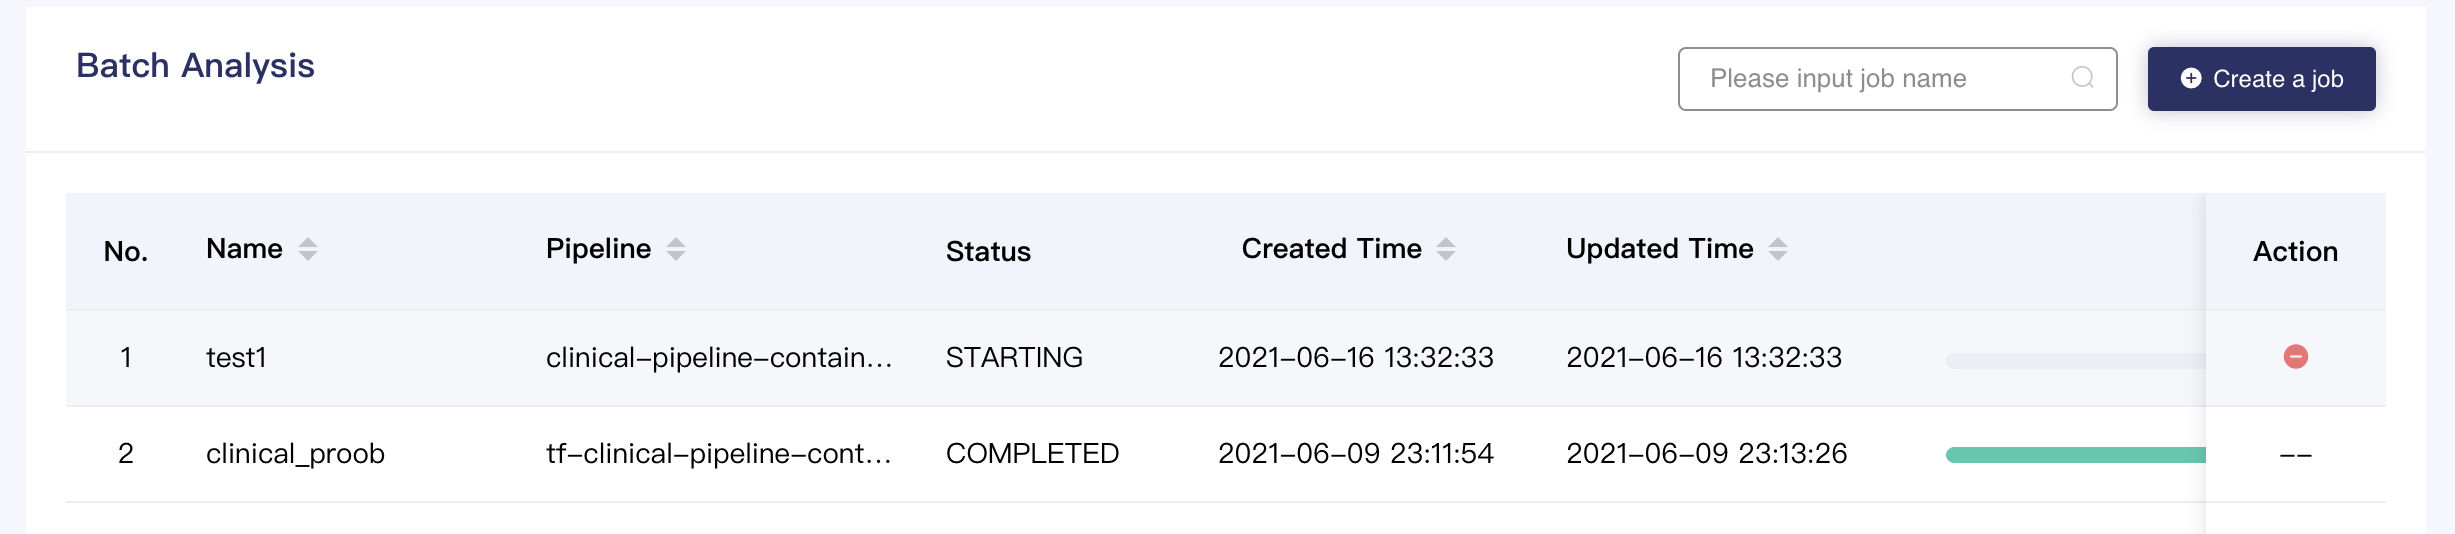 Batch Analysis
Please input job name
Create a job
No. Name Pipeline Status Created Time Updated Time Action
1 test1 clinical-pipeline-contain... STARTING 2021-06-16 13:32:33 2021-06-16 13:32:33
2 clinical_proob tf-clinical-pipeline-cont... COMPLETED 2021-06-09 23:11:54 2021-06-09 23:13:26 --